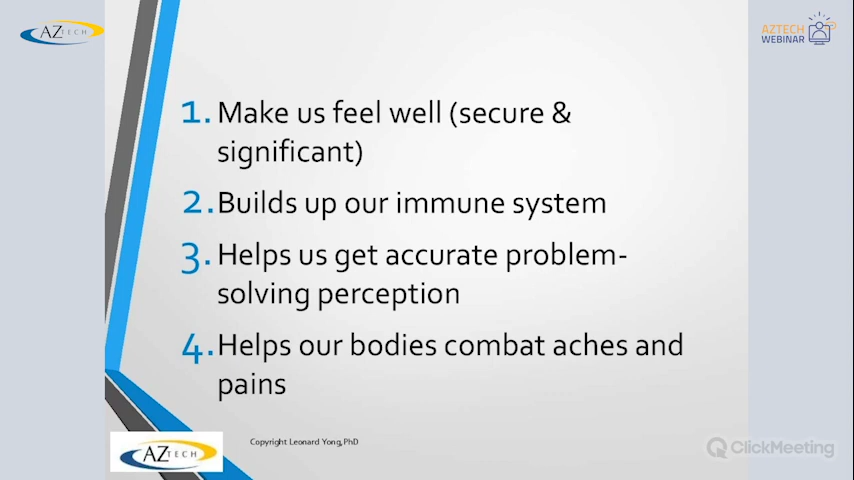 AZTECH
AZTECH
WEBINAR
1. Make us feel well (secure &
significant)
2. Builds up our immune system
3. Helps us get accurate problem-
solving perception
4. Helps our bodies combat aches and
pains
Copyright Leonard Yong,PhD
AZTECH
ClickMeeting